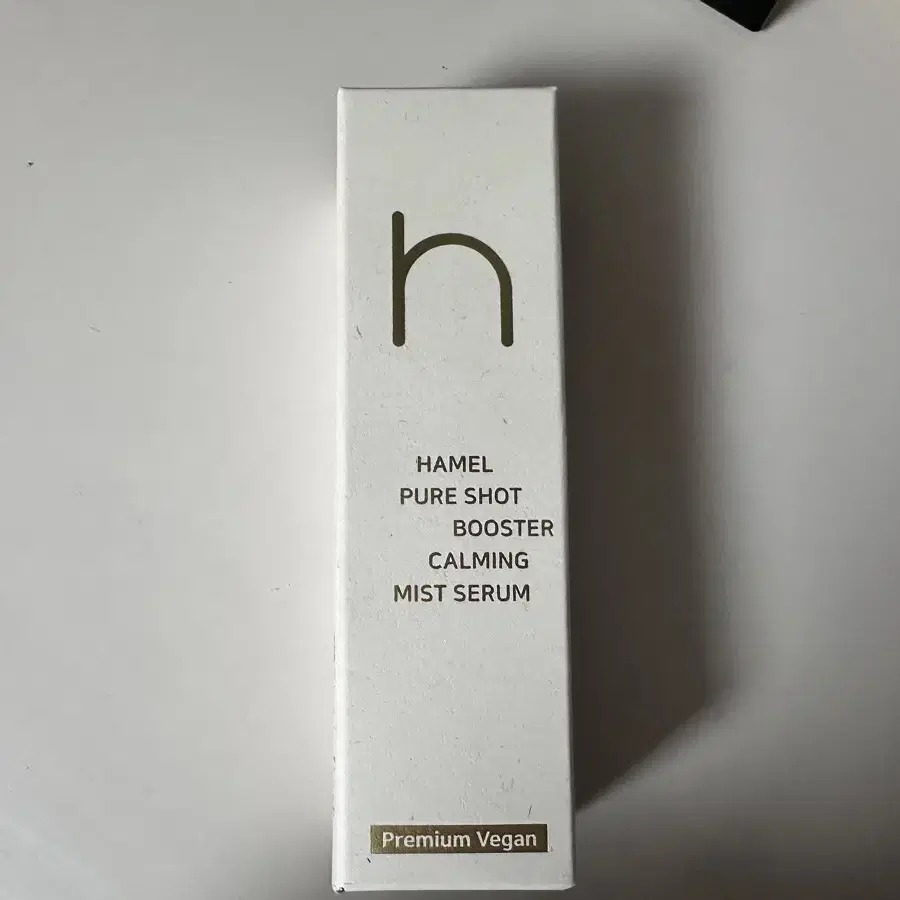 h
HAMEL
PURE SHOT
BOOSTER
CALMING
MIST SERUM
Premium Vegan